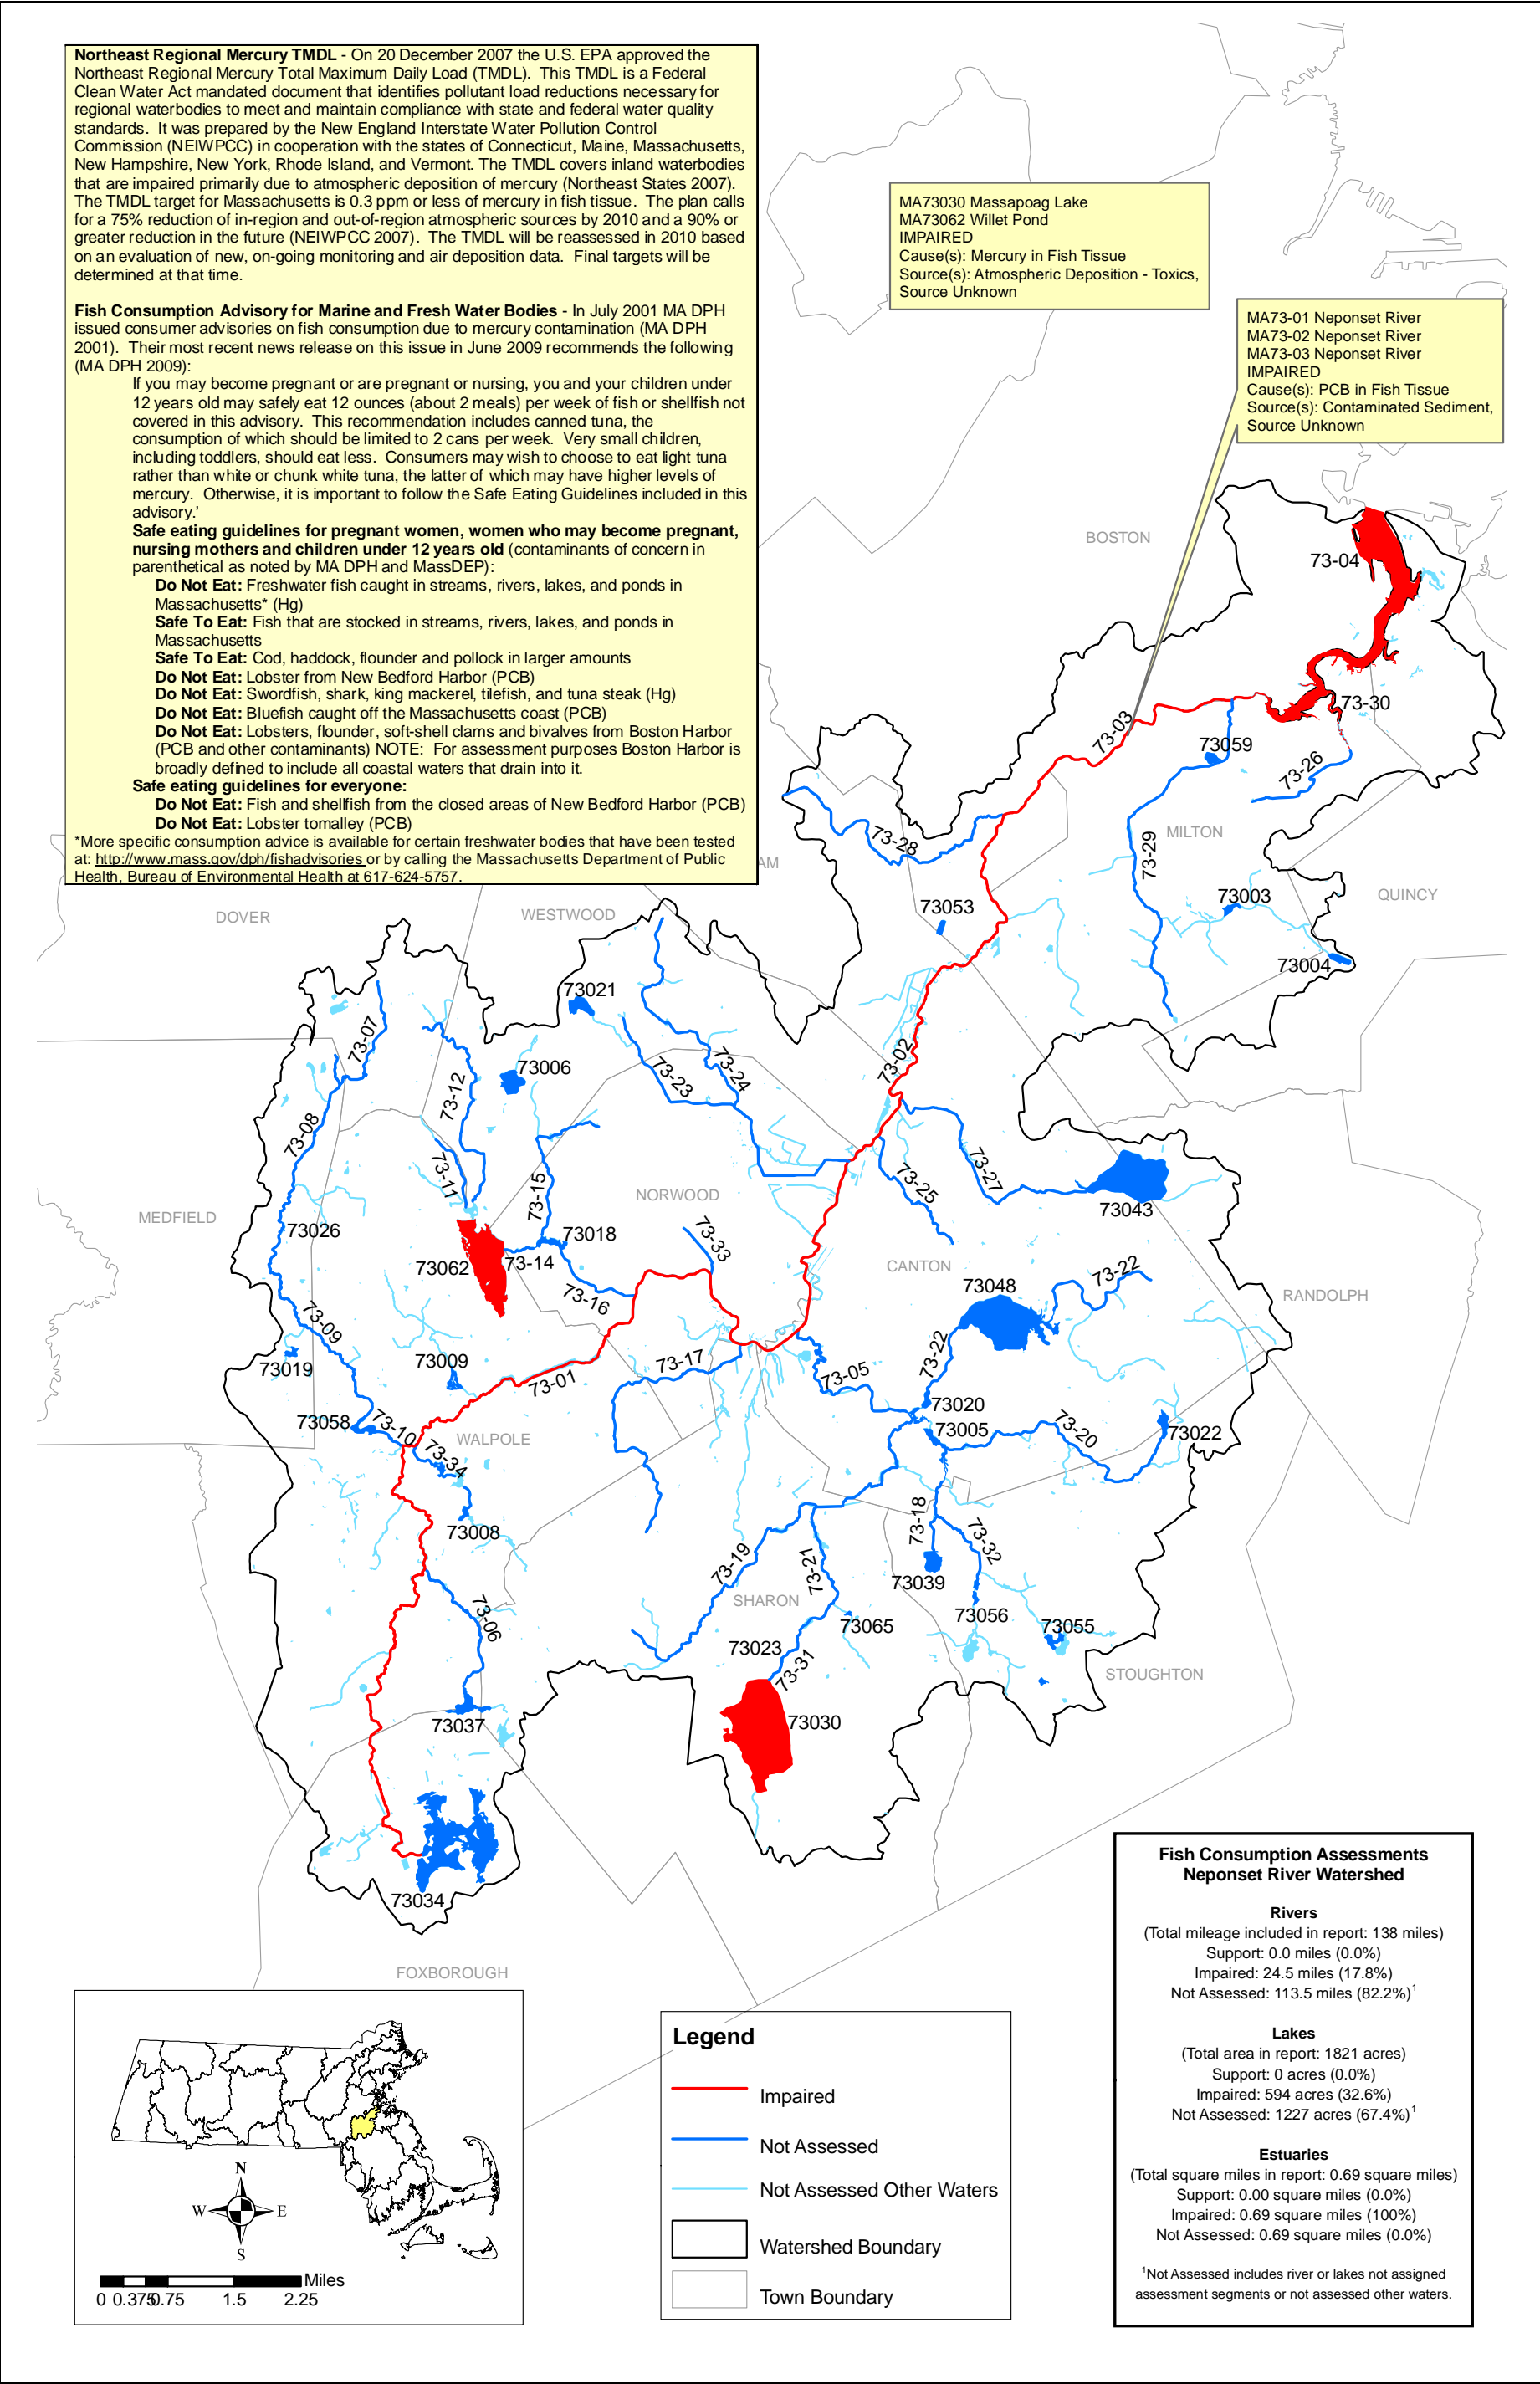 Northeast Regional Mercury TMDL - On 20 December 2007 the U.S. EPA approved the
Northeast Regional Mercury Total Maximum Daily Load (TMDL). This TMDL is a Federal
Clean Water Act mandated document that identifies pollutant load reductions necessary for
regional waterbodies to meet and maintain compliance with state and federal water quality
standards. It was prepared by the New England Interstate Water Pollution Control
Commission (NEIWPCC) in cooperation with the states of Connecticut, Maine, Massachusetts,
New Hampshire, New York, Rhode Island, and Vermont. The TMDL covers inland waterbodies
that are impaired primarily due to atmospheric deposition of mercury (Northeast States 2007).
The TMDL target for Massachusetts is 0.3 ppm or less of mercury in fish tissue. The plan calls
for a 75% reduction of in-region and out-of-region atmospheric sources by 2010 and a 90% or
greater reduction in the future (NEIWPCC 2007). The TMDL will be reassessed in 2010 based
on an evaluation of new, on-going monitoring and air deposition data. Final targets will be
determined at that time.
Fish Consumption Advisory for Marine and Fresh Water Bodies - In July 2001 MA DPH
issued consumer advisories on fish consumption due to mercury contamination (MA DPH
2001). Their most recent news release on this issue in June 2009 recommends the following
(MA DPH 2009):
If you may become pregnant or are pregnant or nursing, you and your children under
12 years old may safely eat 12 ounces (about 2 meals) per week of fish or shellfish not
covered in this advisory. This recommendation includes canned tuna, the
consumption of which should be limited to 2 cans per week. Very small children,
including toddlers, should eat less. Consumers may wish to choose to eat light tuna
rather than white or chunk white tuna, the latter of which may have higher levels of
mercury. Otherwise, it is important to follow the Safe Eating Guidelines included in this
advisory.'
Safe eating guidelines for pregnant women, women who may become pregnant,
nursing mothers and children under 12 years old (contaminants of concern in
parenthetical as noted by MA DPH and MassDEP):
Do Not Eat: Freshwater fish caught in streams, rivers, lakes, and ponds in
Massachusetts* (Hg)
Safe To Eat: Fish that are stocked in streams, rivers, lakes, and ponds in
Massachusetts
Safe To Eat: Cod, haddock, flounder and pollock in larger amounts
Do Not Eat: Lobster from New Bedford Harbor (PCB)
Do Not Eat: Swordfish, shark, king mackerel, tilefish, and tuna steak (Hg)
Do Not Eat: Bluefish caught off the Massachusetts coast (PCB)
Do Not Eat: Lobsters, flounder, soft-shell clams and bivalves from Boston Harbor
(PCB and other contaminants) NOTE: For assessment purposes Boston Harbor is
broadly defined to include all coastal waters that drain into it.
Safe eating guidelines for everyone:
Do Not Eat: Fish and shellfish from the closed areas of New Bedford Harbor (PCB)
Do Not Eat: Lobster tomalley (PCB)
*More specific consumption advice is available for certain freshwater bodies that have been tested
at: http://www.mass.gov/dph/fishadvisories or by calling the Massachusetts Department of Public
Health, Bureau of Environmental Health at 617-624-5757.
MA73030 Massapoag Lake
MA73062 Willet Pond
IMPAIRED
Cause(s): Mercury in Fish Tissue
Source(s): Atmospheric Deposition - Toxics,
Source Unknown
MA73-01 Neponset River
MA73-02 Neponset River
MA73-03 Neponset River
IMPAIRED
Cause(s): PCB in Fish Tissue
Source(s): Contaminated Sediment,
Source Unknown
BOSTON
73-04
73-30
73-03
73059
73-26
MILTON
73-28
73-29
AM
73003
QUINCY
73053
73004
DOVER
WESTWOOD
73021
73-07
73006
73-12
73-23
73-24
73-02
73-08
73-11
73-15
NORWOOD
73-25
73-27
73043
MEDFIELD
73026
73018
73-33
73062
73-14
73-16
CANTON
73048
73-22
RANDOLPH
73-09
73019
73009
73-01
73-17
73-05
73-22
73020
73005
73-20
73022
73058
73-10
WALPOLE
73-34
73008
73-18
73-32
73-19
73-21
73039
SHARON
73056
73055
73065
73-06
73023
73-31
STOUGHTON
73030
73037
73034
FOXBOROUGH
Fish Consumption Assessments
Neponset River Watershed
Rivers
(Total mileage included in report: 138 miles)
Support: 0.0 miles (0.0%)
Impaired: 24.5 miles (17.8%)
Not Assessed: 113.5 miles (82.2%)1
Lakes
(Total area in report: 1821 acres)
Support: 0 acres (0.0%)
Impaired: 594 acres (32.6%)
Not Assessed: 1227 acres (67.4%)1
Estuaries
(Total square miles in report: 0.69 square miles)
Support: 0.00 square miles (0.0%)
Impaired: 0.69 square miles (100%)
Not Assessed: 0.69 square miles (0.0%)
1Not Assessed includes river or lakes not assigned
assessment segments or not assessed other waters.
Legend
Impaired
Not Assessed
Not Assessed Other Waters
Watershed Boundary
Town Boundary
N
W E
S
Miles
0 0.375 0.75 1.5 2.25